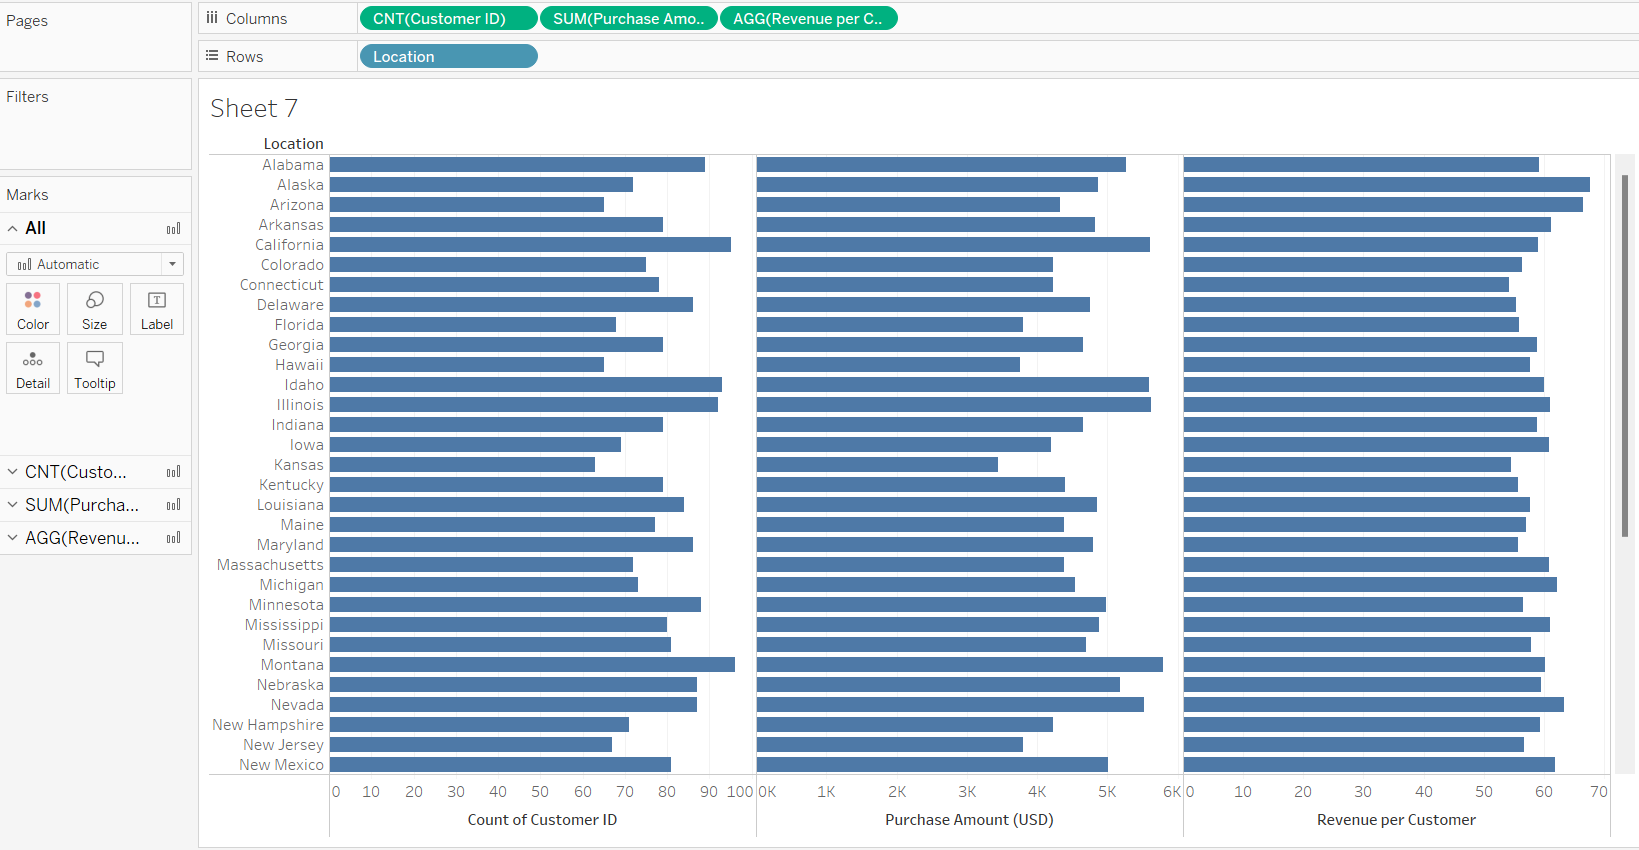 Pages
Columns CNT(Customer ID) SUM(Purchase Amo.. AGG(Revenue per C..
Rows Location
Filters
Sheet 7
Location
Marks
All
Automatic
Color Size Label
Detail Tooltip
CNT(Custo...
SUM(Purcha...
AGG(Revenu...
Alabama
Alaska
Arizona
Arkansas
California
Colorado
Connecticut
Delaware
Florida
Georgia
Hawaii
Idaho
Illinois
Indiana
Iowa
Kansas
Kentucky
Louisiana
Maine
Maryland
Massachusetts
Michigan
Minnesota
Mississippi
Missouri
Montana
Nebraska
Nevada
New Hampshire
New Jersey
New Mexico
0 10 20 30 40 50 60 70 80 90 100 0K 1K 2K 3K 4K 5K 6K 0 10 20 30 40 50 60 70
Count of Customer ID Purchase Amount (USD) Revenue per Customer